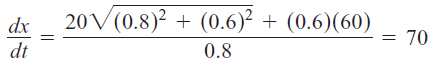 dx/dt = (20√((0.8)² + (0.6)²) + (0.6)(60))/0.8 = 70